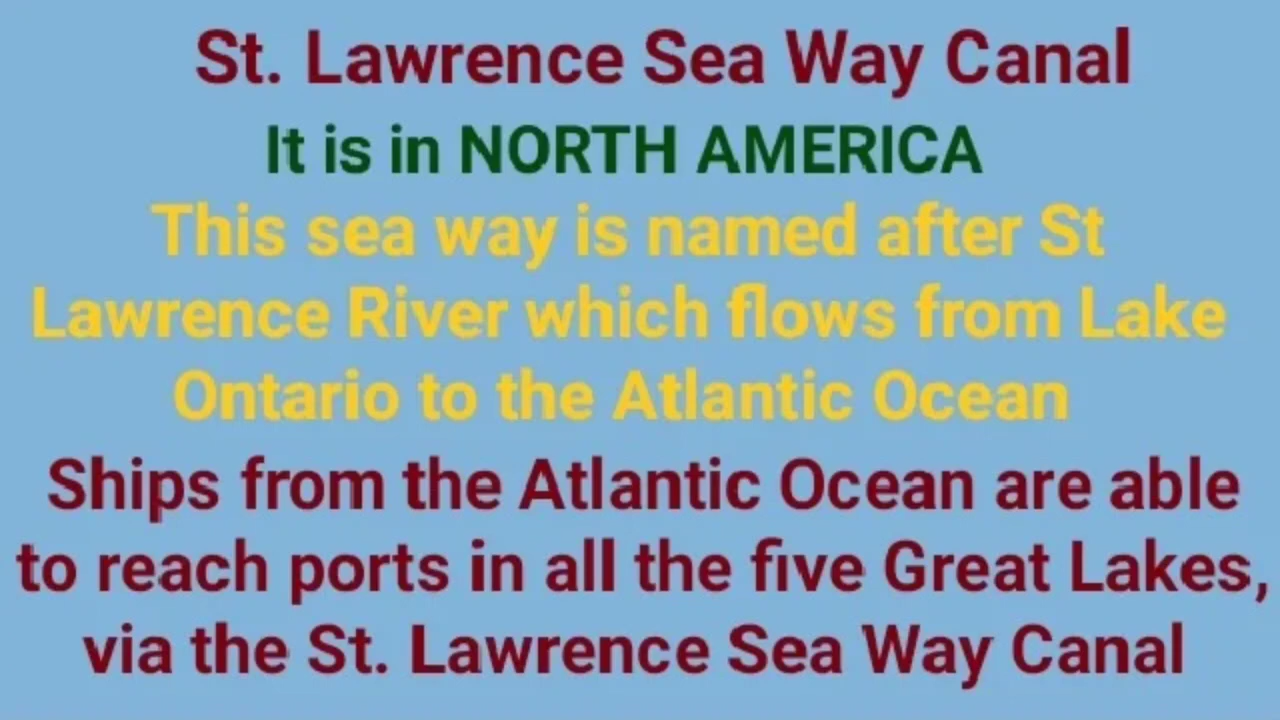 St. Lawrence Sea Way Canal
It is in NORTH AMERICA
This sea way is named after St
Lawrence River which flows from Lake
Ontario to the Atlantic Ocean
Ships from the Atlantic Ocean are able
to reach ports in all the five Great Lakes,
via the St. Lawrence Sea Way Canal